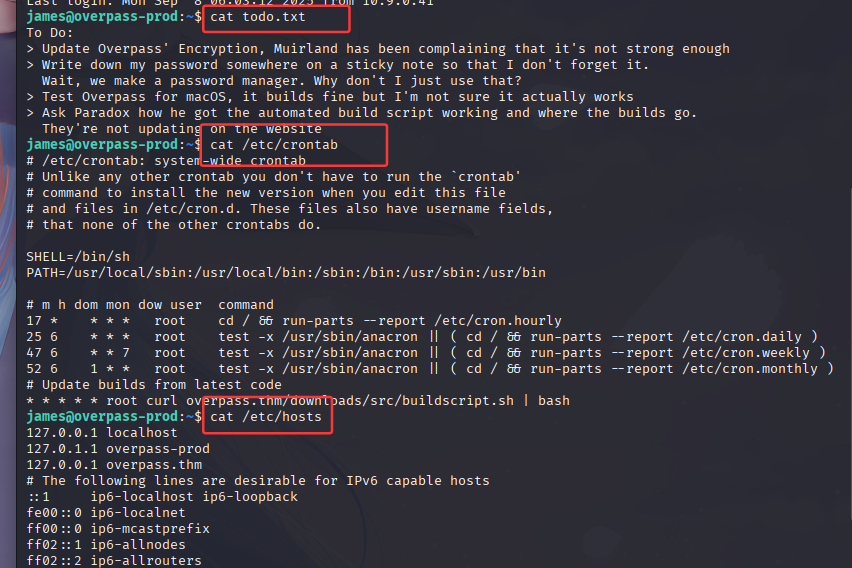 Last login: Mon Sep  8 06:03:12 2025 from 10.9.0.41
james@overpass-prod:~$ cat todo.txt
To Do:
> Update Overpass' Encryption, Muirland has been complaining that it's not strong enough
> Write down my password somewhere on a sticky note so that I don't forget it.
  Wait, we make a password manager. Why don't I just use that?
> Test Overpass for macOS, it builds fine but I'm not sure it actually works
> Ask Paradox how he got the automated build script working and where the builds go.
  They're not updating on the website
james@overpass-prod:~$ cat /etc/crontab
# /etc/crontab: system-wide crontab
# Unlike any other crontab you don't have to run the `crontab'
# command to install the new version when you edit this file
# and files in /etc/cron.d. These files also have username fields,
# that none of the other crontabs do.
SHELL=/bin/sh
PATH=/usr/local/sbin:/usr/local/bin:/sbin:/bin:/usr/sbin:/usr/bin
# m h dom mon dow user  command
17 *    * * *   root    cd / && run-parts --report /etc/cron.hourly
25 6    * * *   root    test -x /usr/sbin/anacron || ( cd / && run-parts --report /etc/cron.daily )
47 6    * * 7   root    test -x /usr/sbin/anacron || ( cd / && run-parts --report /etc/cron.weekly )
52 6    1 * *   root    test -x /usr/sbin/anacron || ( cd / && run-parts --report /etc/cron.monthly )
# Update builds from latest code
* * * * * root curl overpass.thm/downloads/src/buildscript.sh | bash
james@overpass-prod:~$ cat /etc/hosts
127.0.0.1 localhost
127.0.1.1 overpass-prod
127.0.0.1 overpass.thm
# The following lines are desirable for IPv6 capable hosts
::1     ip6-localhost ip6-loopback
fe00::0 ip6-localnet
ff00::0 ip6-mcastprefix
ff02::1 ip6-allnodes
ff02::2 ip6-allrouters